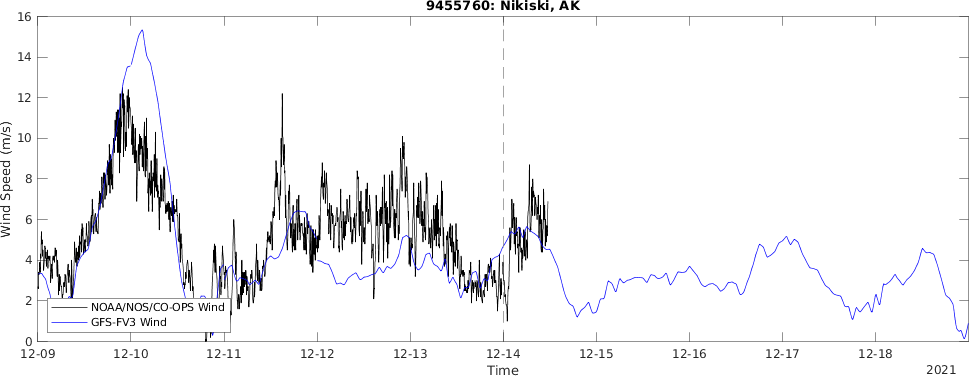 9455760: Nikiski, AK
16
14
12
10
8
6
4
2
0
Wind Speed (m/s)
NOAA/NOS/CO-OPS Wind
GFS-FV3 Wind
12-09 12-10 12-11 12-12 12-13 12-14 12-15 12-16 12-17 12-18
Time
2021